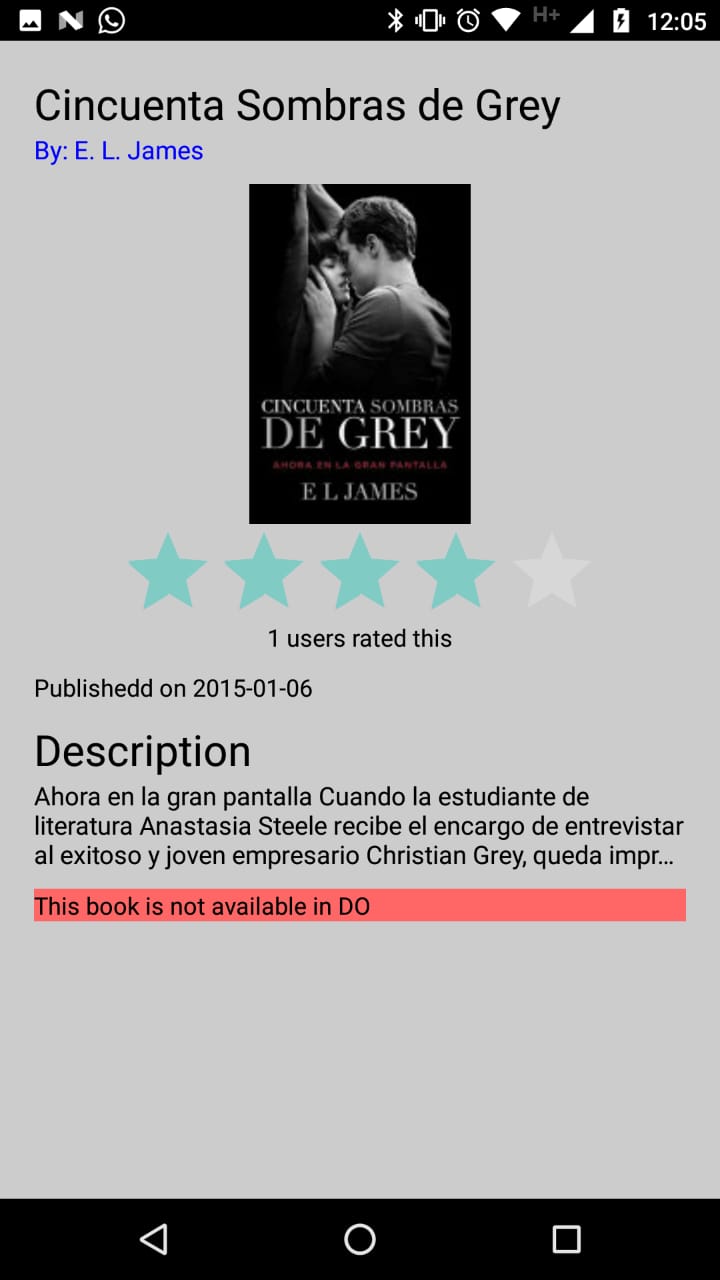 H+ 12:05
Cincuenta Sombras de Grey
By: E. L. James
CINCUENTA SOMBRAS
DE GREY
AHORA EN LA GRAN PANTALLA
E L JAMES
1 users rated this
Publishedd on 2015-01-06
Description
Ahora en la gran pantalla Cuando la estudiante de
literatura Anastasia Steele recibe el encargo de entrevistar
al exitoso y joven empresario Christian Grey, queda impr…
This book is not available in DO